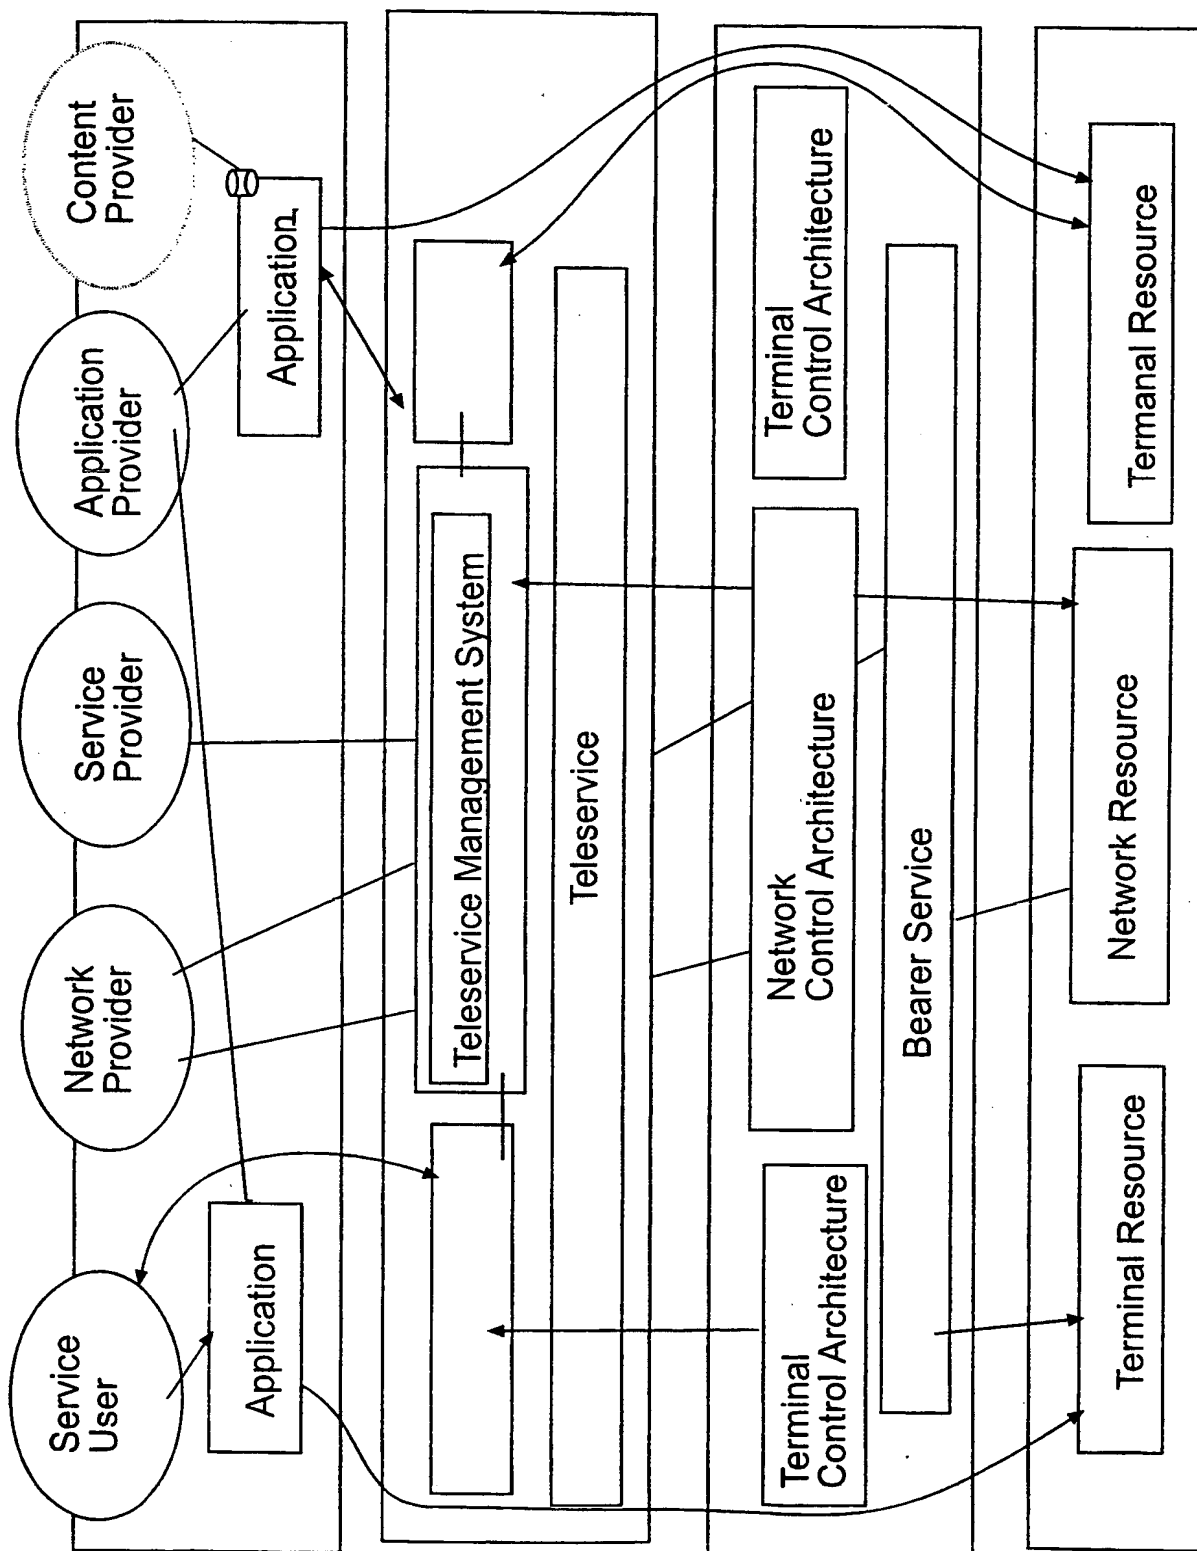 Service
User
Network
Provider
Service
Provider
Application
Provider
Content
Provider
Application
Application
Teleservice Management System
Teleservice
Terminal
Control Architecture
Network
Control Architecture
Terminal
Control Architecture
Bearer Service
Terminal Resource
Network Resource
Termanal Resource